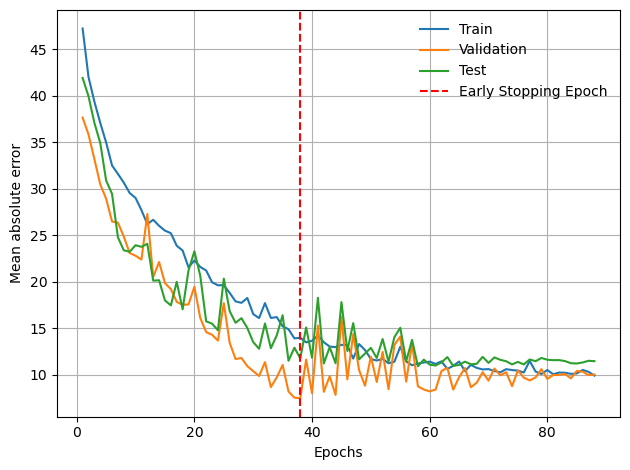 Train
Validation
Test
Early Stopping Epoch
Mean absolute error
45
40
35
30
25
20
15
10
0 20 40 60 80
Epochs